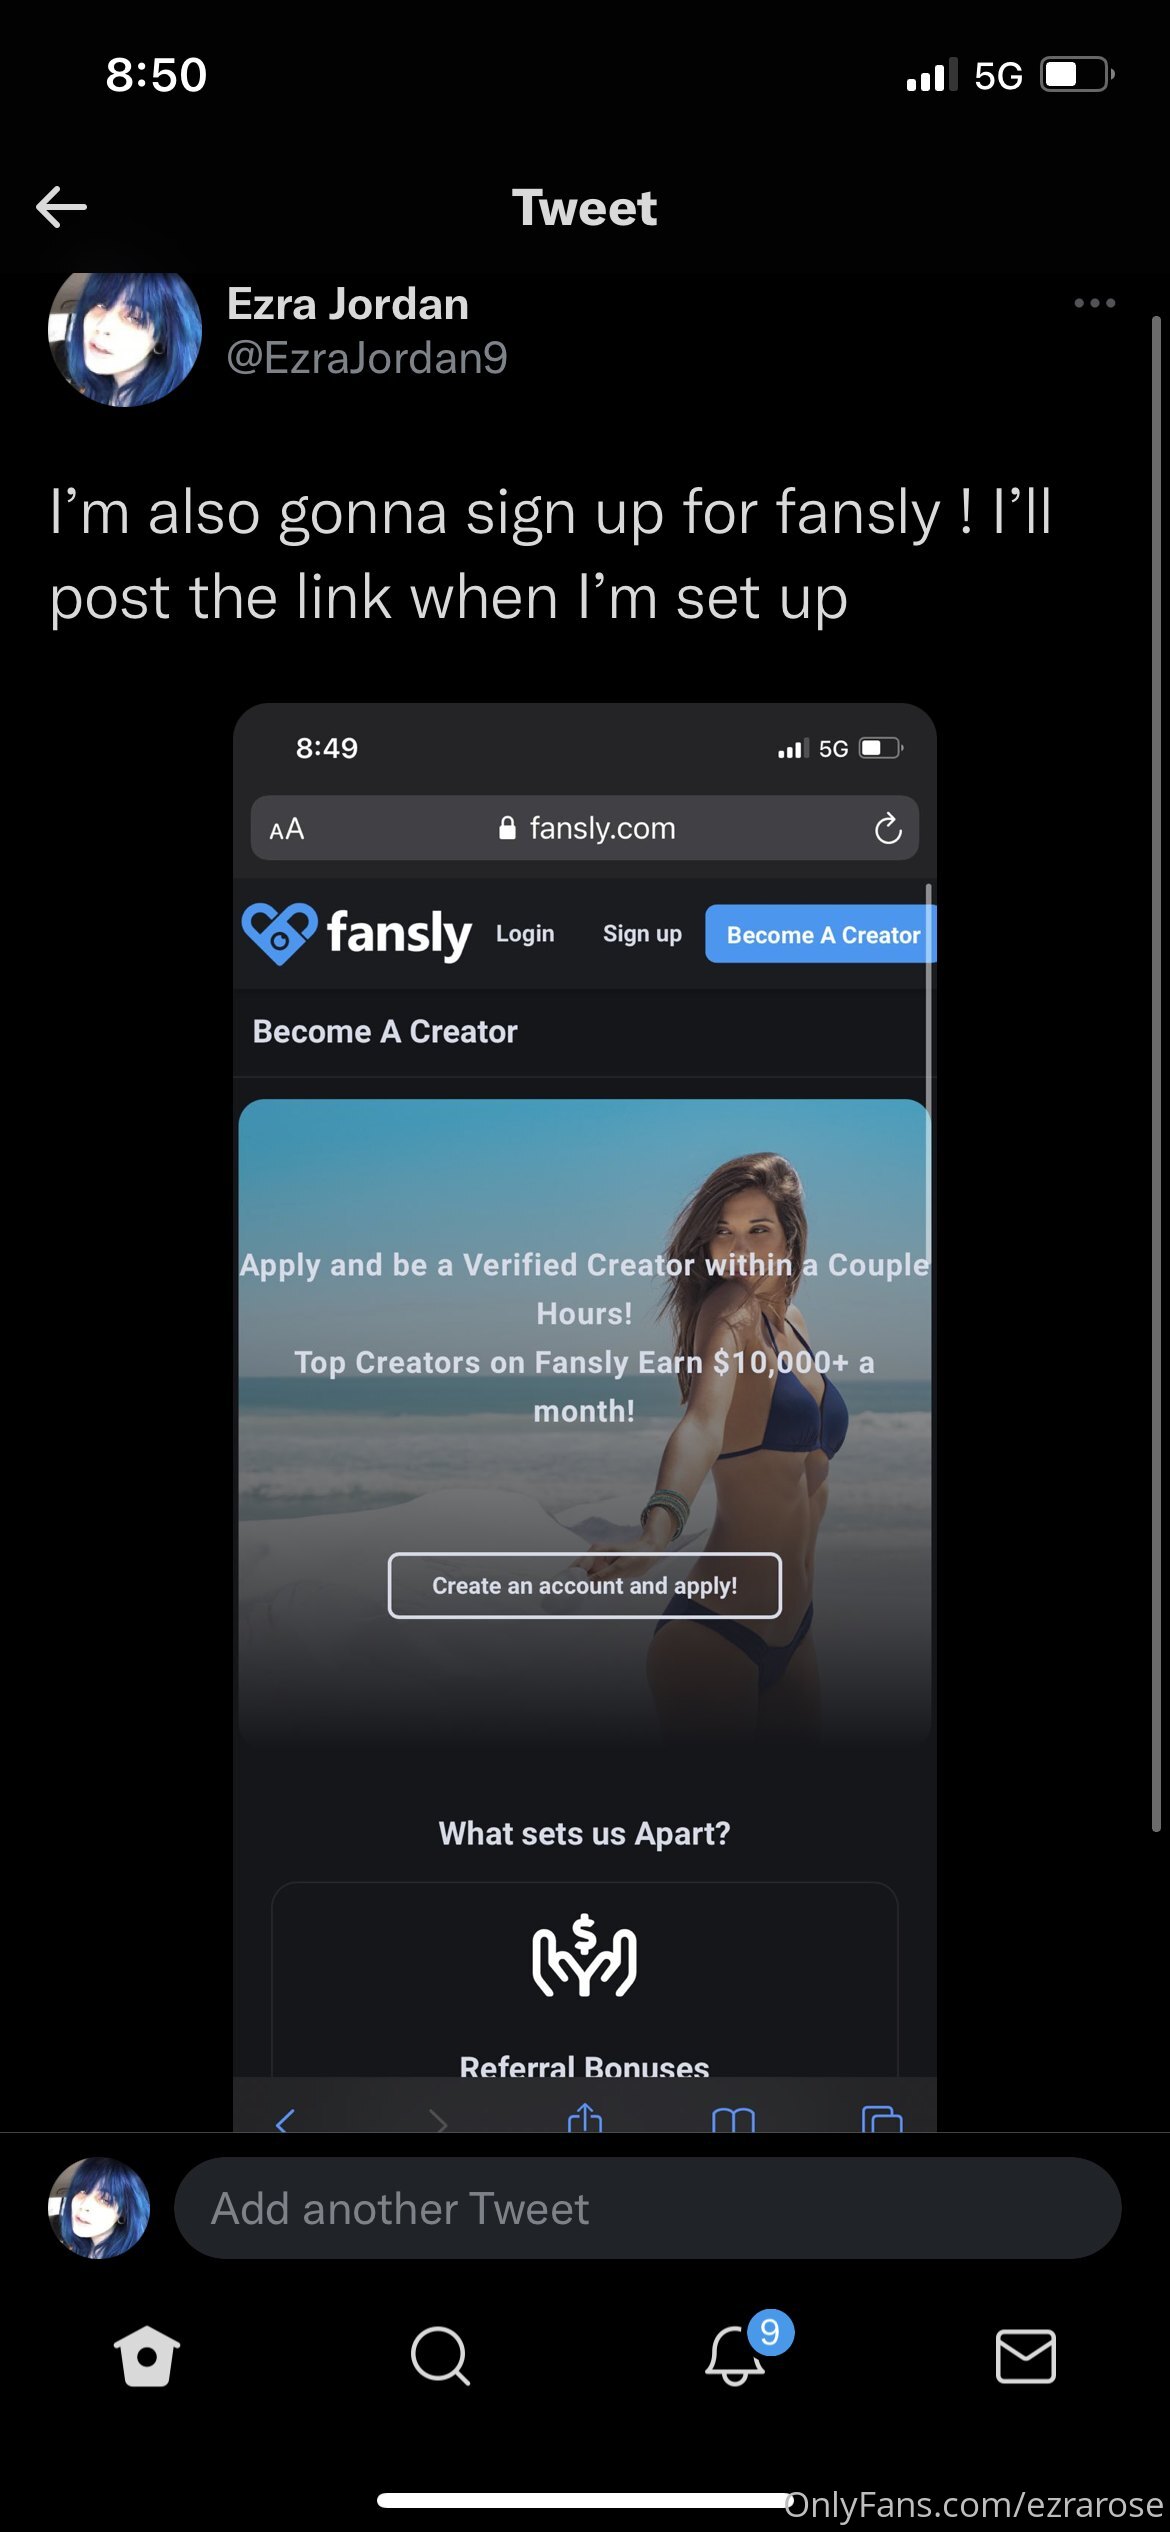 8:50
5G
Tweet
Ezra Jordan
@EzraJordan9
I’m also gonna sign up for fansly ! I’ll
post the link when I’m set up
8:49
5G
AA
fansly.com
fansly
Login
Sign up
Become A Creator
Become A Creator
Apply and be a Verified Creator within a Couple
Hours!
Top Creators on Fansly Earn $10,000+ a
month!
Create an account and apply!
What sets us Apart?
$
Referral Bonuses
Add another Tweet
9
OnlyFans.com/ezrarose